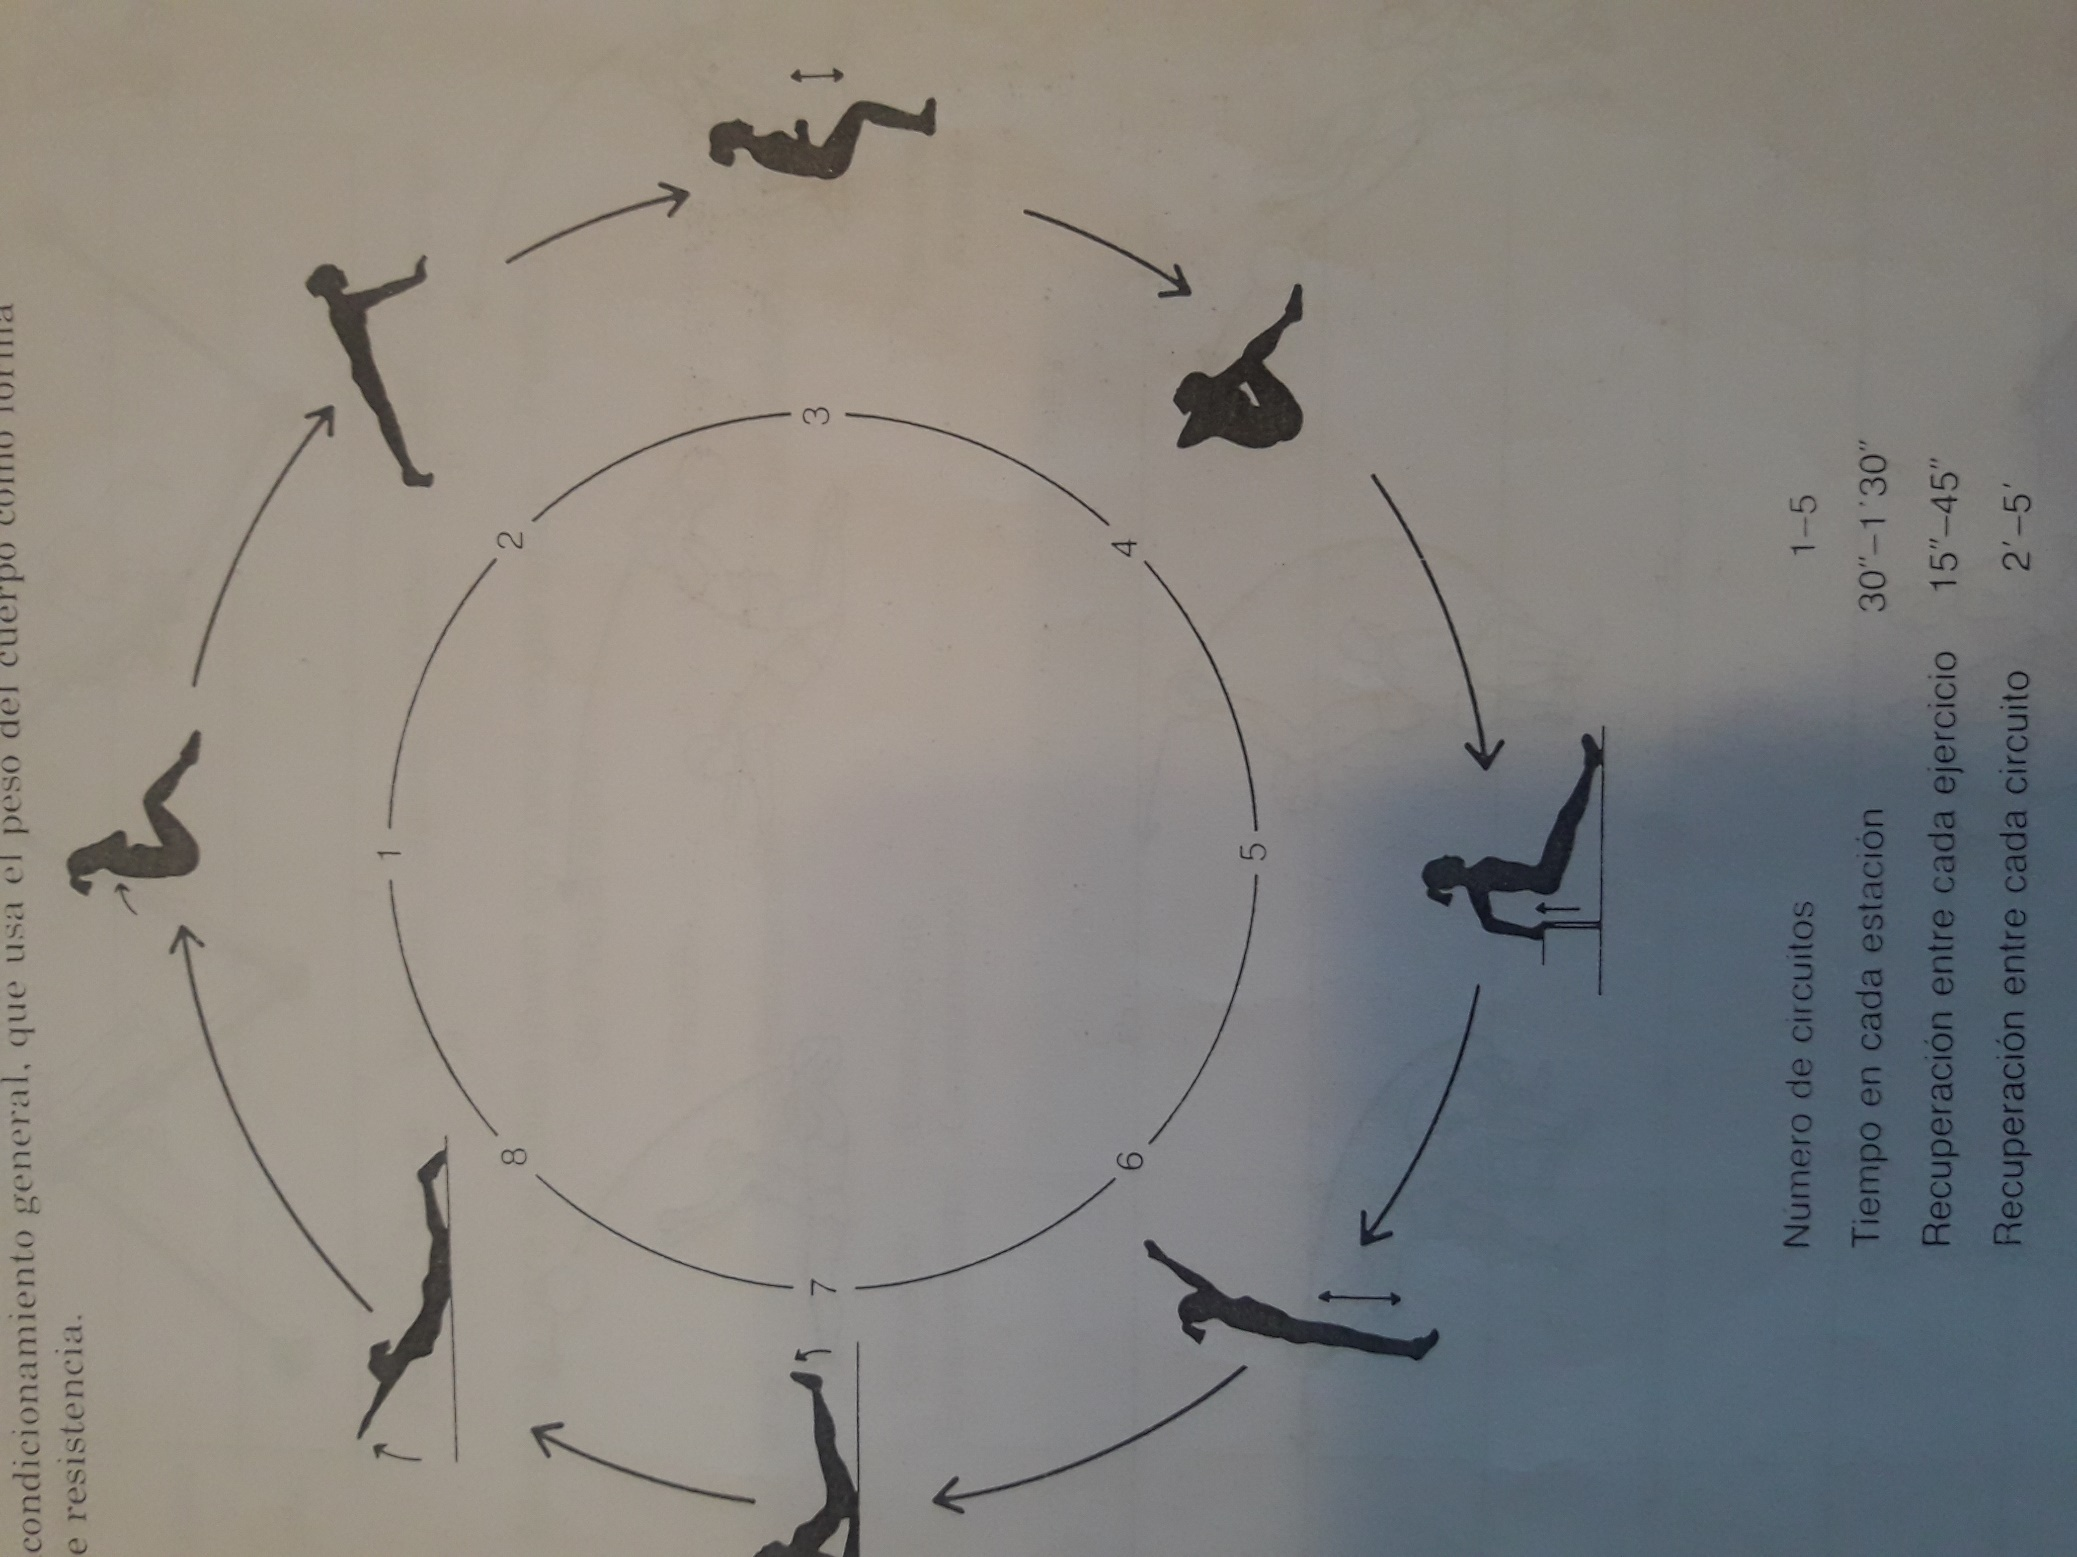 condicionamiento general, que usa el peso del cuerpo como forma
e resistencia.
1
2
3
4
5
6
7
8
Número de circuitos 1–5
Tiempo en cada estación 30″–1′30″
Recuperación entre cada ejercicio 15″–45″
Recuperación entre cada circuito 2′–5′